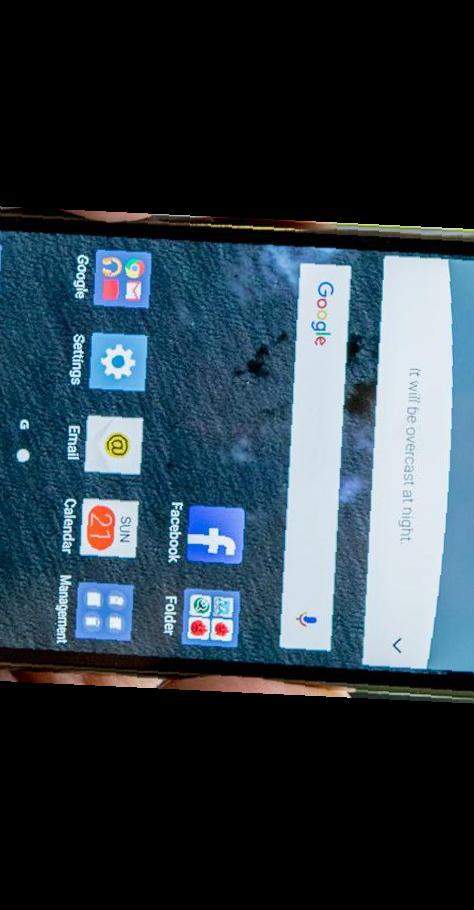 It will be overcast at night.
Google
Facebook
Folder
Google
Settings
@
Email
SUN
21
Calendar
Management
G